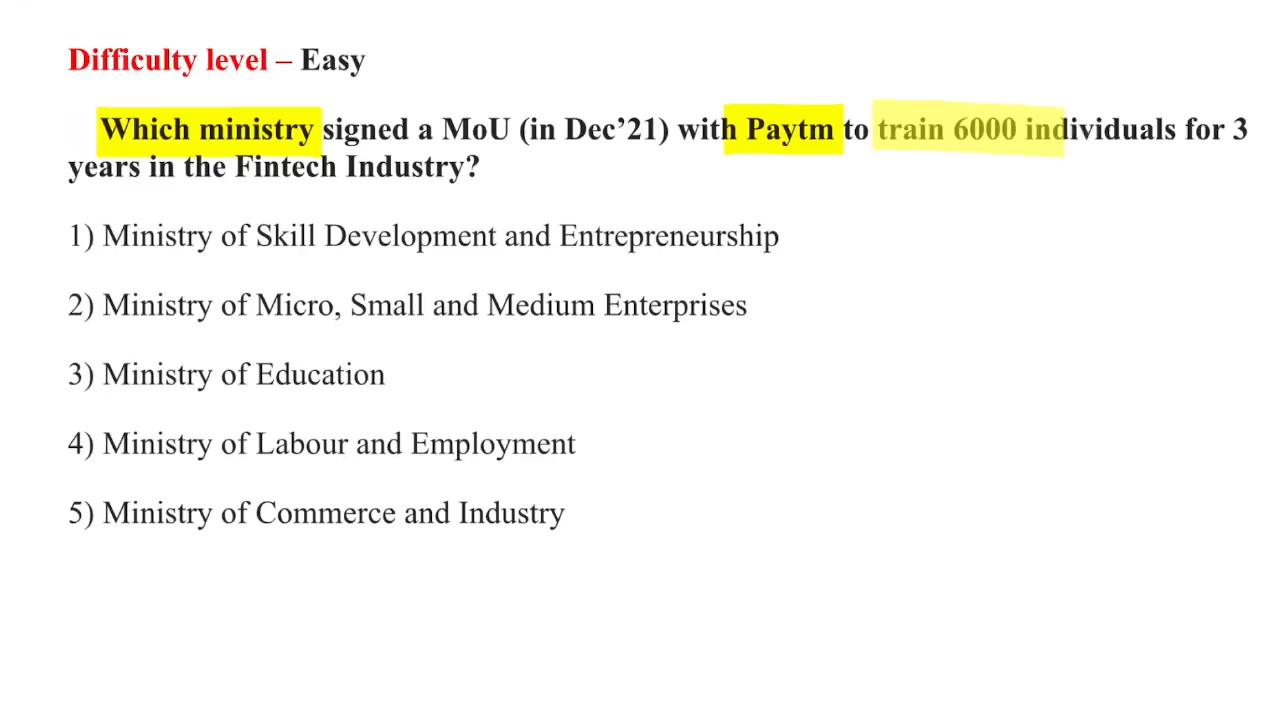 Difficulty level – Easy
Which ministry signed a MoU (in Dec’21) with Paytm to train 6000 individuals for 3
years in the Fintech Industry?
1) Ministry of Skill Development and Entrepreneurship
2) Ministry of Micro, Small and Medium Enterprises
3) Ministry of Education
4) Ministry of Labour and Employment
5) Ministry of Commerce and Industry